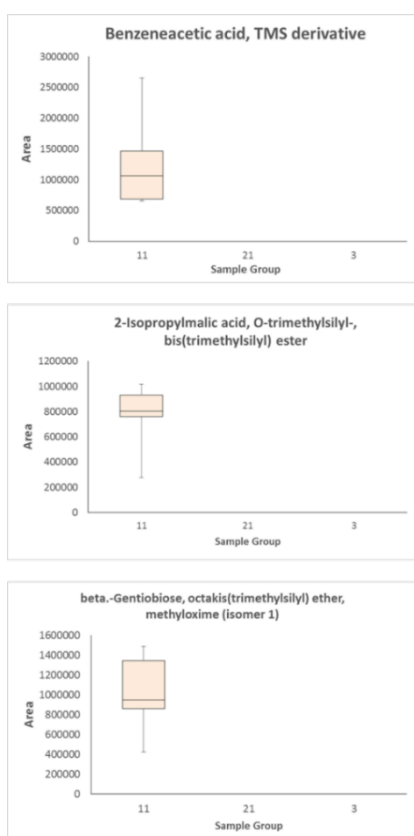 Benzeneacetic acid, TMS derivative
3000000
2500000
2000000
1500000
1000000
500000
0
Area
11 21 3
Sample Group
2-Isopropylmalic acid, O-trimethylsilyl-,
bis(trimethylsilyl) ester
1200000
1000000
800000
600000
400000
200000
0
Area
11 21 3
Sample Group
beta.-Gentiobiose, octakis(trimethylsilyl) ether,
methyloxime (isomer 1)
1600000
1400000
1200000
1000000
800000
600000
400000
200000
0
Area
11 21 3
Sample Group